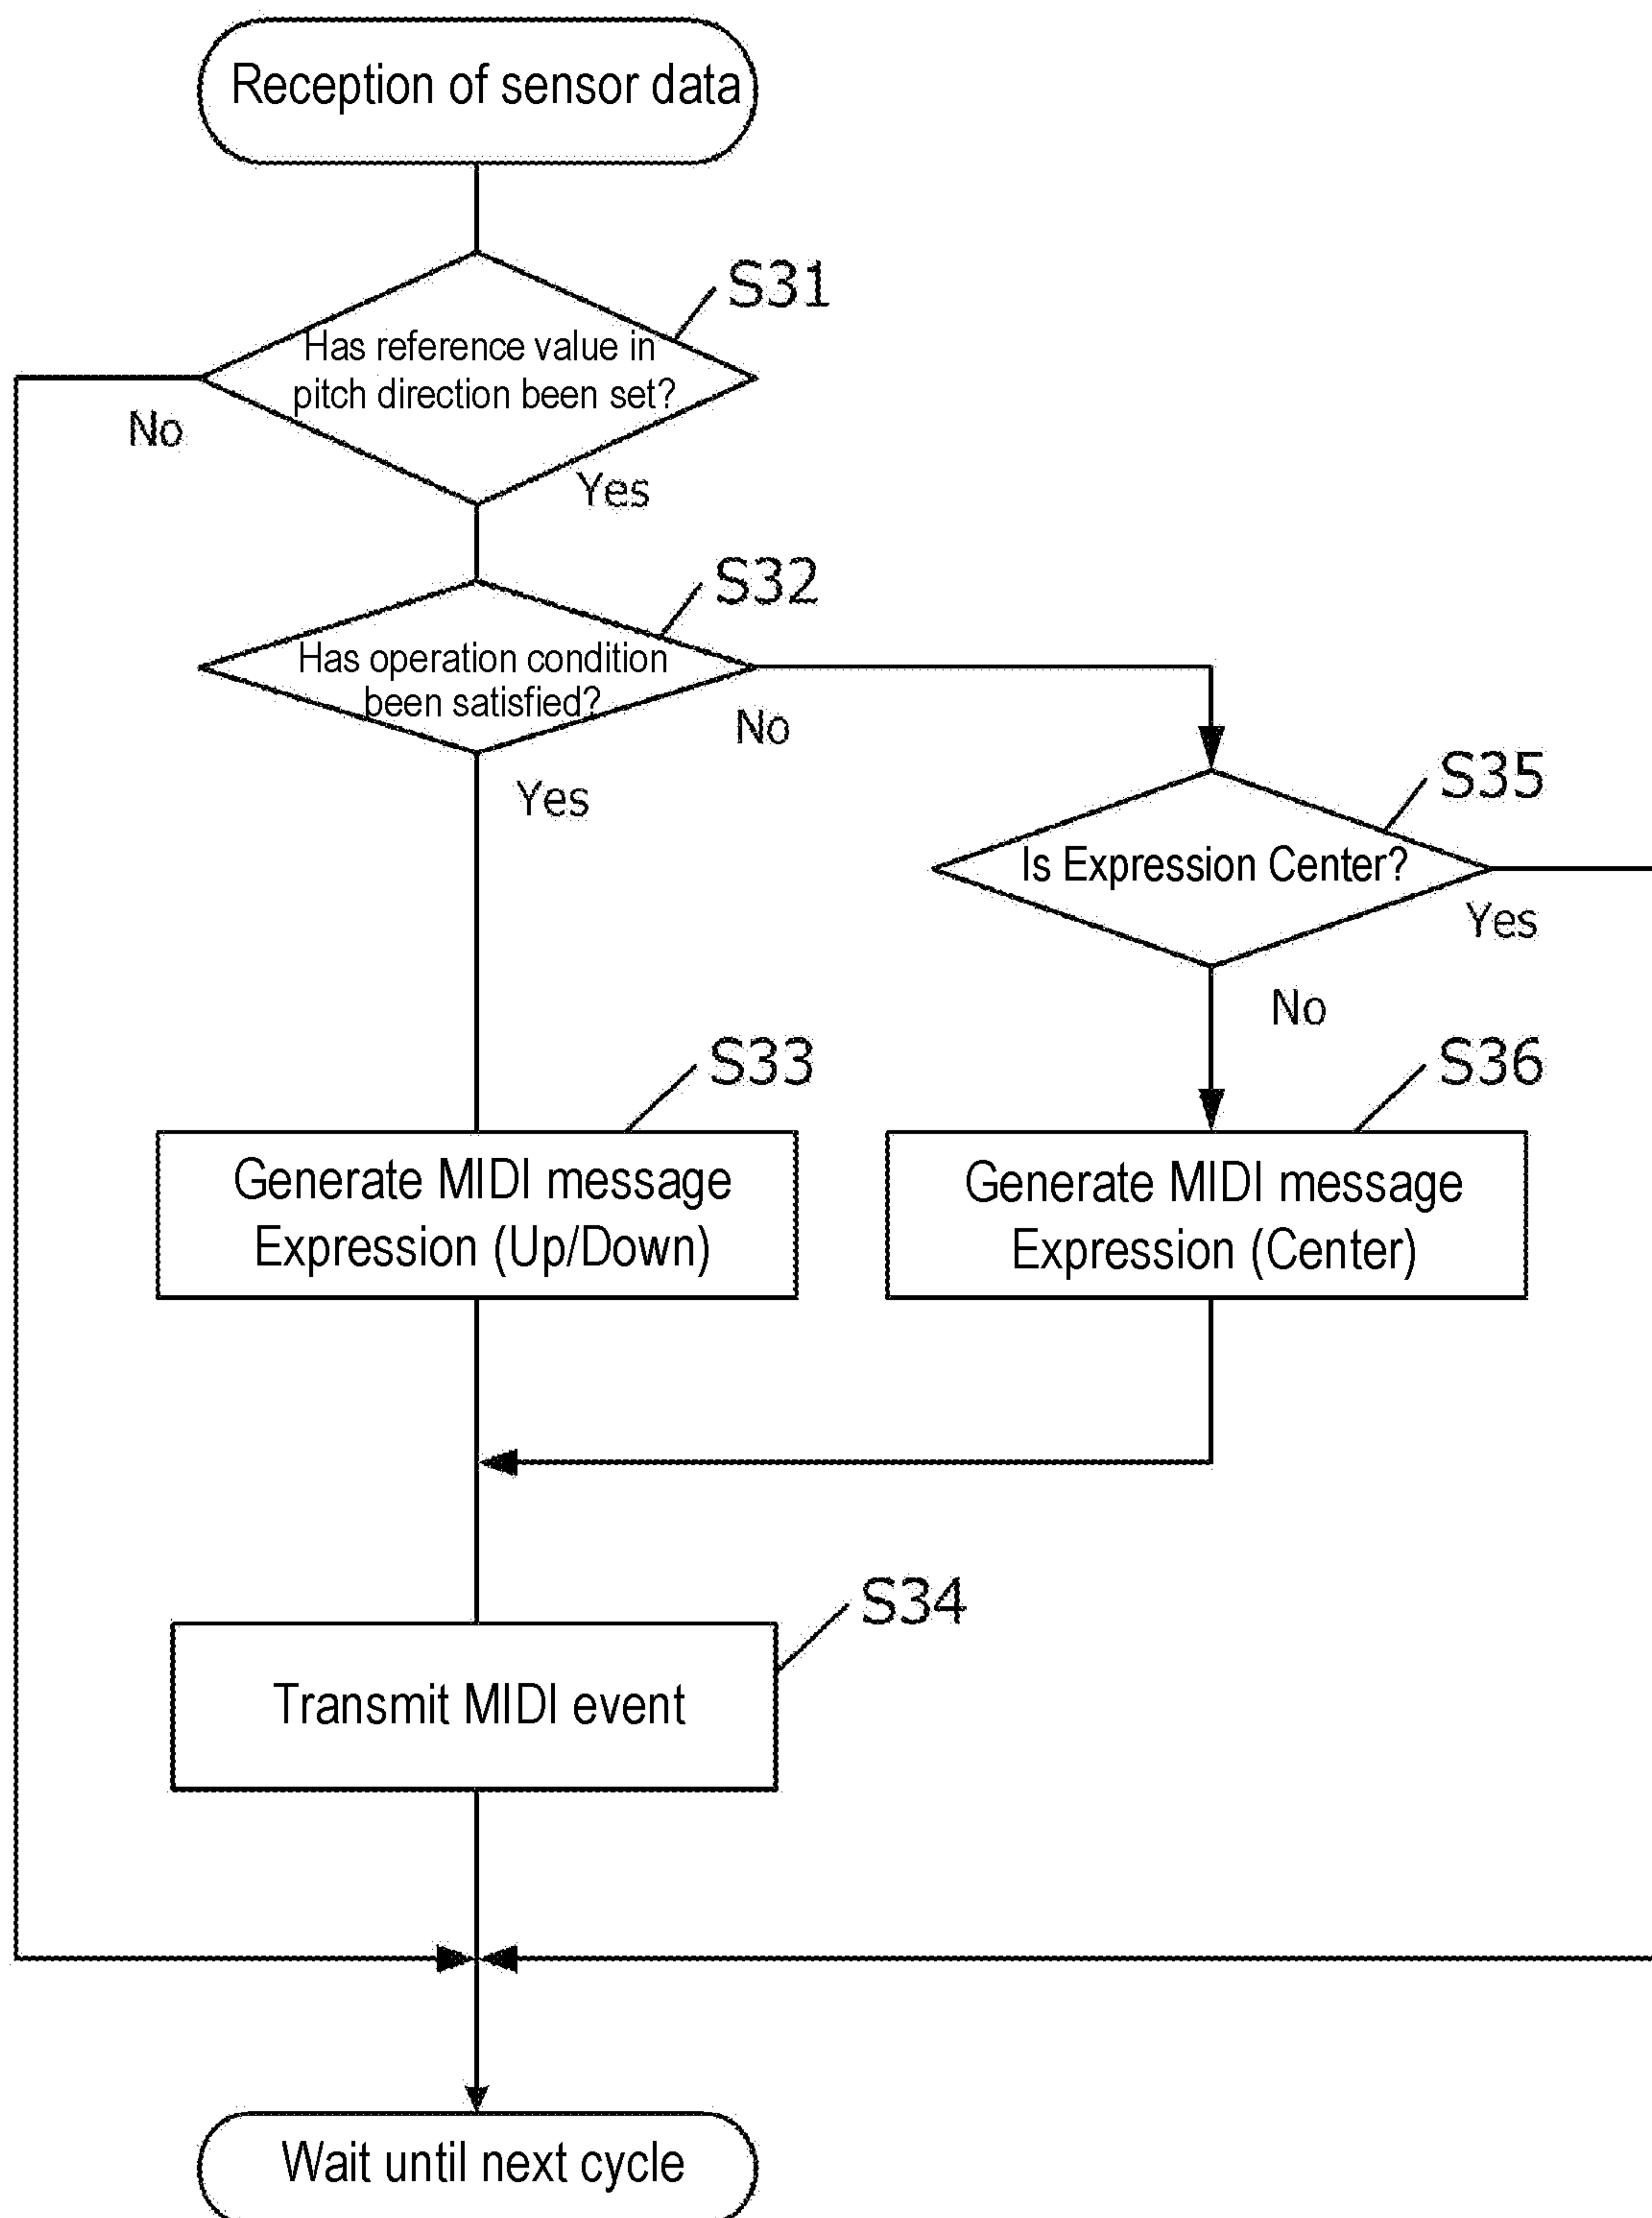 Reception of sensor data
S31
Has reference value in
pitch direction been set?
No
Yes
S32
Has operation condition
been satisfied?
No
Yes
S35
Is Expression Center?
Yes
No
S33
Generate MIDI message
Expression (Up/Down)
S36
Generate MIDI message
Expression (Center)
S34
Transmit MIDI event
Wait until next cycle